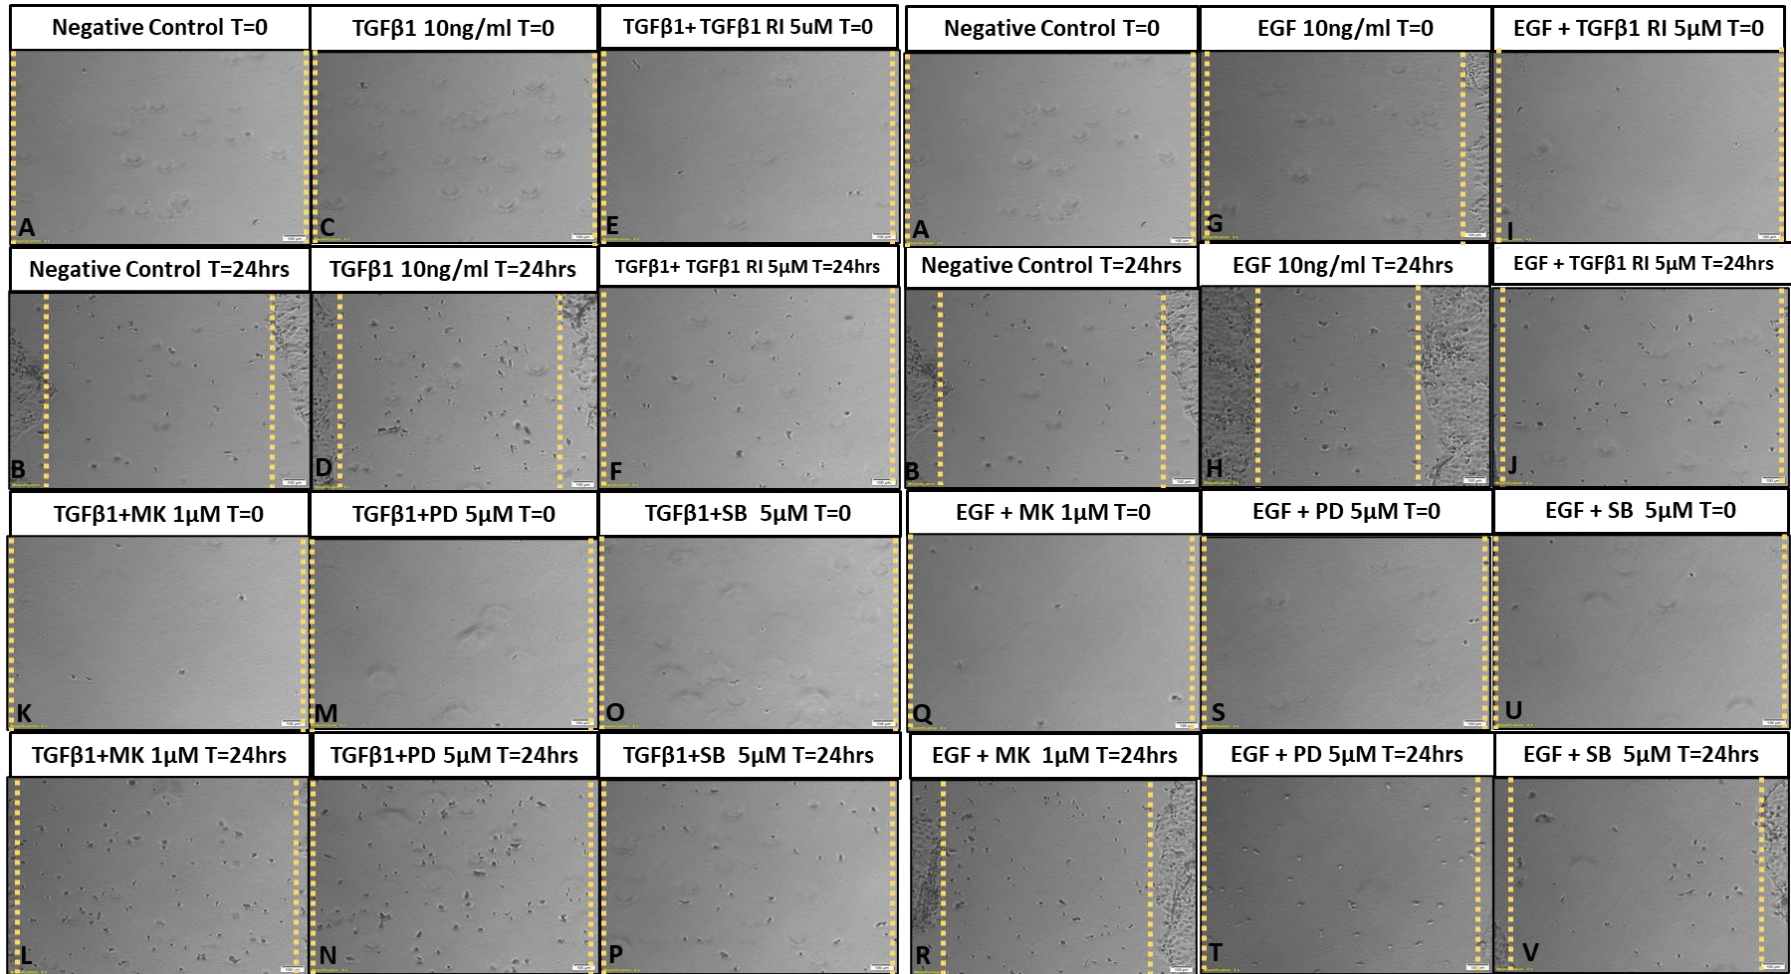 Negative Control T=0
TGFβ1 10ng/ml T=0
TGFβ1+ TGFβ1 RI 5uM T=0
Negative Control T=0
EGF 10ng/ml T=0
EGF + TGFβ1 RI 5µM T=0
A
C
E
A
G
I
Negative Control T=24hrs
TGFβ1 10ng/ml T=24hrs
TGFβ1+ TGFβ1 RI 5µM T=24hrs
Negative Control T=24hrs
EGF 10ng/ml T=24hrs
EGF + TGFβ1 RI 5µM T=24hrs
B
D
F
B
H
J
TGFβ1+MK 1µM T=0
TGFβ1+PD 5µM T=0
TGFβ1+SB 5µM T=0
EGF + MK 1µM T=0
EGF + PD 5µM T=0
EGF + SB 5µM T=0
K
M
O
Q
S
U
TGFβ1+MK 1µM T=24hrs
TGFβ1+PD 5µM T=24hrs
TGFβ1+SB 5µM T=24hrs
EGF + MK 1µM T=24hrs
EGF + PD 5µM T=24hrs
EGF + SB 5µM T=24hrs
L
N
P
R
T
V